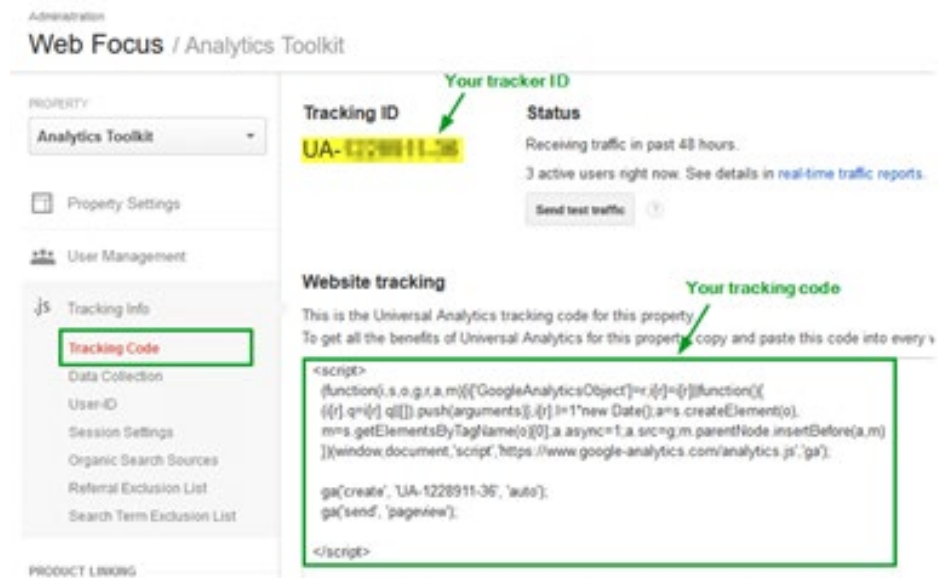 Administration
Web Focus / Analytics Toolkit
Your tracker ID
PROPERTY
Analytics Toolkit
Tracking ID
UA-
Status
Receiving traffic in past 48 hours.
3 active users right now. See details in real-time traffic reports.
Send test traffic
?
Property Settings
User Management
.js Tracking Info
Tracking Code
Data Collection
User-ID
Session Settings
Organic Search Sources
Referral Exclusion List
Search Term Exclusion List
PRODUCT LINKING
Website tracking
Your tracking code
This is the Universal Analytics tracking code for this property.
To get all the benefits of Universal Analytics for this property, copy and paste this code into every
<script>
(function(i,s,o,g,r,a,m){i['GoogleAnalyticsObject']=r;i[r]=i[r]||function(){
(i[r].q=i[r].q||[]).push(arguments)},i[r].l=1*new Date();a=s.createElement(o),
m=s.getElementsByTagName(o)[0];a.async=1;a.src=g;m.parentNode.insertBefore(a,m)
})(window,document,'script','https://www.google-analytics.com/analytics.js','ga');
ga('create', 'UA-1228911-36', 'auto');
ga('send', 'pageview');
</script>